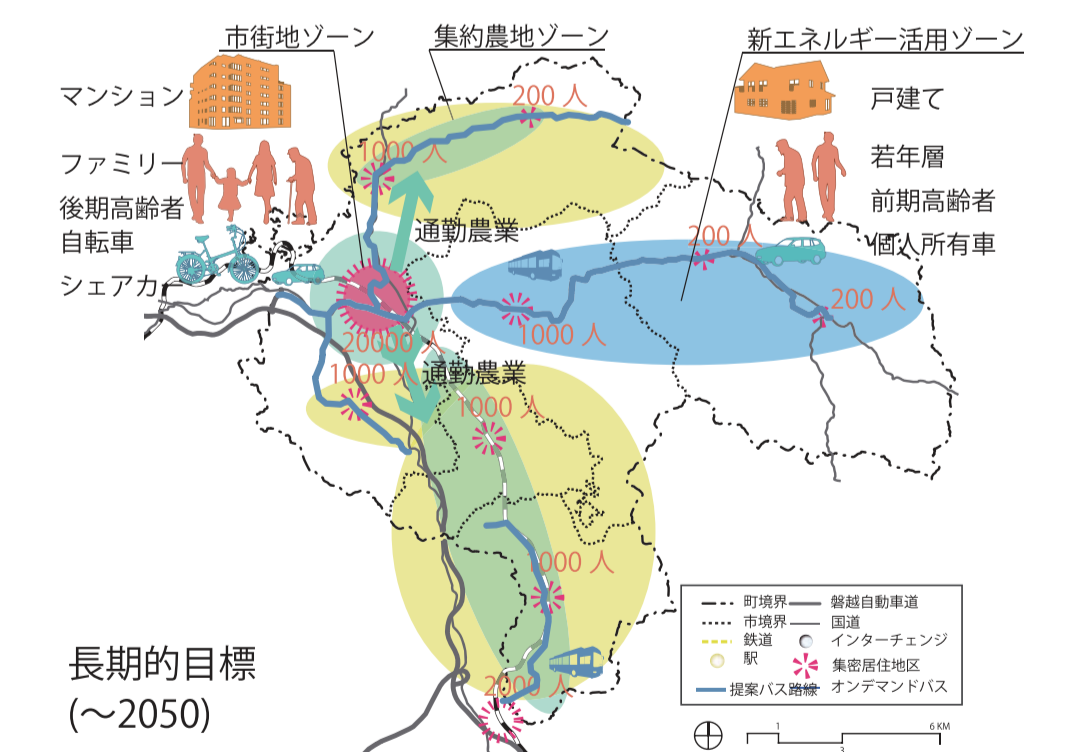 市街地ゾーン
集約農地ゾーン
新エネルギー活用ゾーン
マンション
ファミリー
後期高齢者
自転車
シェアカ
戸建て
若年層
前期高齢者
個人所有車
200 人
1000 人
通勤農業
200 人
200 人
1000 人
20000 人
1000 人
通勤農業
1000 人
1000 人
2000 人
長期的目標
(〜2050)
町境界
磐越自動車道
市境界
国道
鉄道
インターチェンジ
駅
集密居住地区
提案バス路線
オンデマンドバス
1
3
6 KM